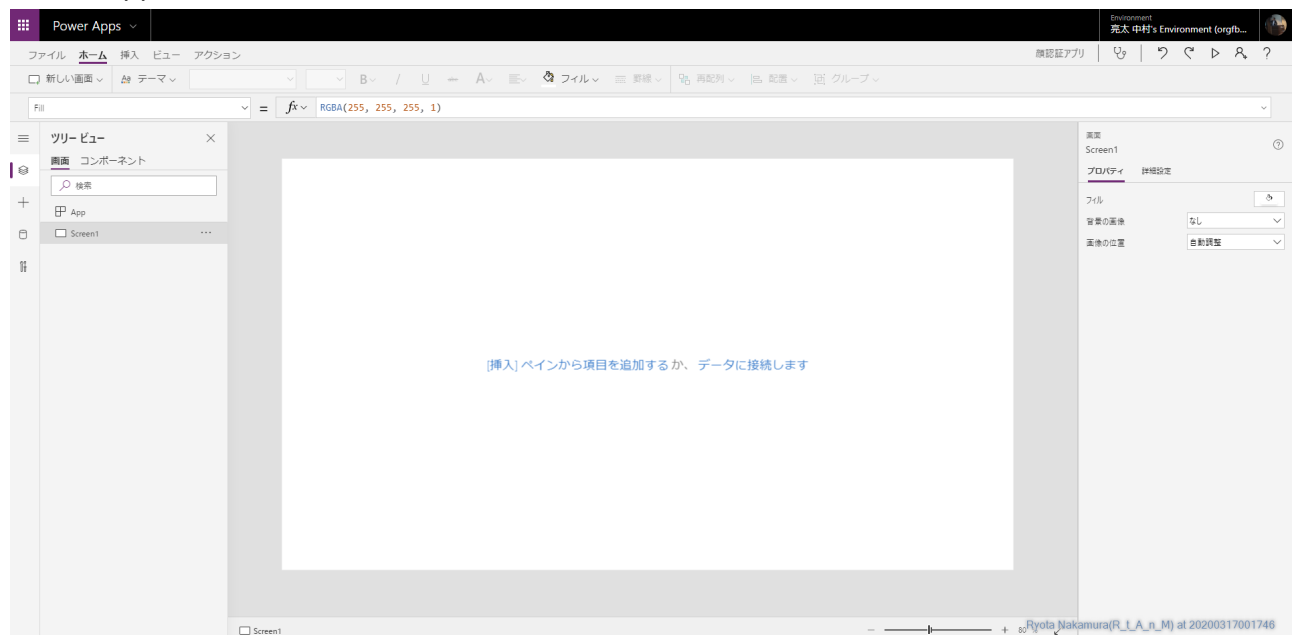 Power Apps
Environment
亮太 中村's Environment (orgfb...
ファイル ホーム 挿入 ビュー アクション
顔認証アプリ
新しい画面 テーマ B / U A フィル 罫線 再配列 配置 グループ
Fill = fx RGBA(255, 255, 255, 1)
ツリー ビュー
画面 コンポーネント
検索
App
Screen1 ...
[挿入] ペインから項目を追加する か、 データに接続します
画面
Screen1
プロパティ 詳細設定
フィル
背景の画像 なし
画像の位置 自動調整
Screen1
− + 80 %
Ryota Nakamura(R_t_A_n_M) at 20200317001746